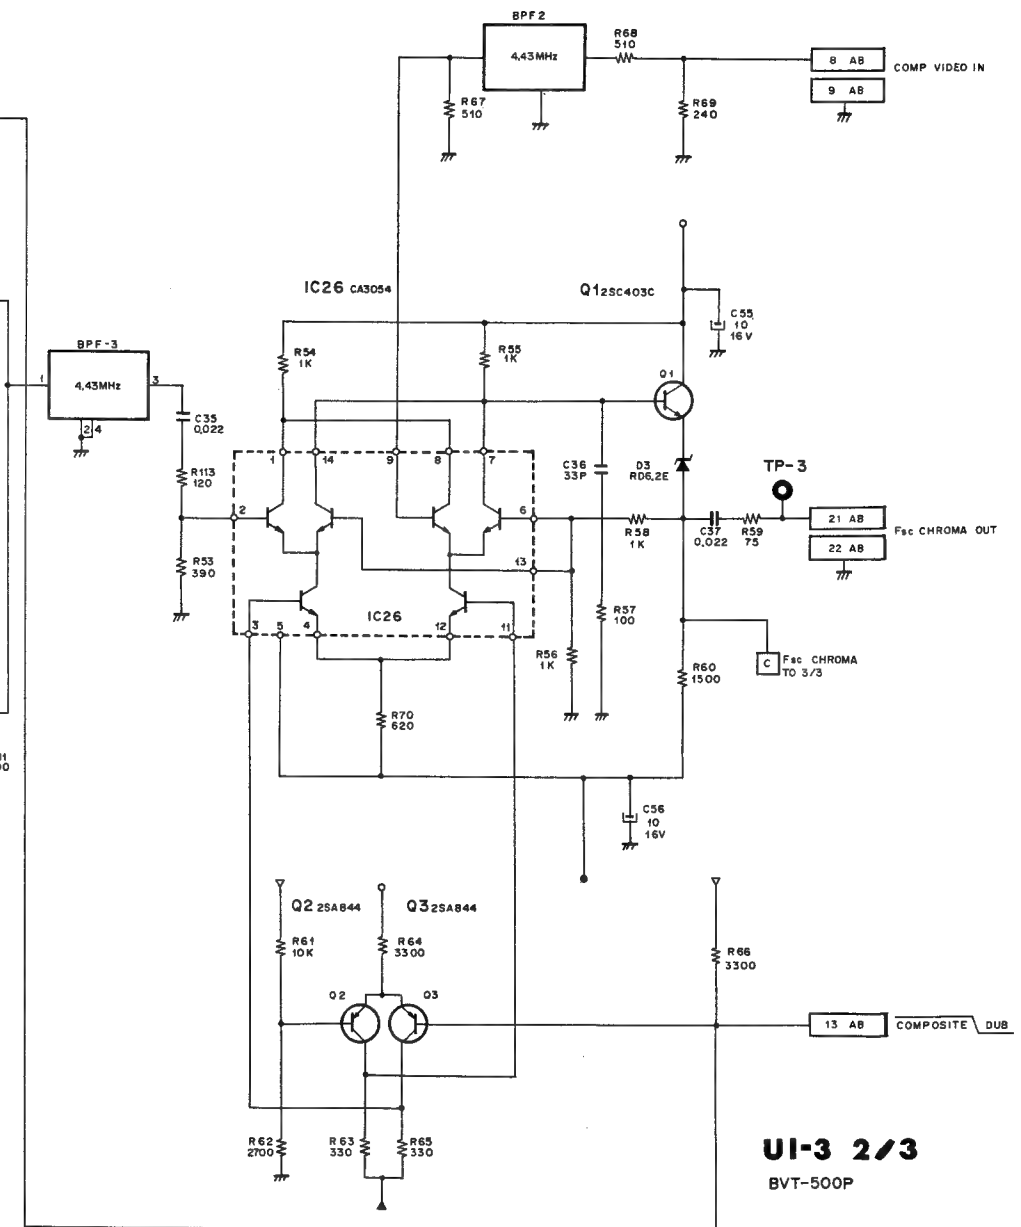 BPF2
4.43MHz
R68
510
8 AB
COMP VIDEO IN
9 AB
R67
510
R69
240
IC26 CA3054
Q1 2SC403C
C55
10
16V
R54
1K
R55
1K
Q1
BPF-3
1
4.43MHz
3
2 4
C35
0.022
R113
120
R53
390
1
14
9
8
7
C36
33P
D3
RD6.2E
TP-3
2
6
R58
1K
C37
0.022
R59
75
21 AB
Fsc CHROMA OUT
22 AB
13
IC26
3
5
4
12
11
R57
100
R56
1K
R60
1500
C
Fsc CHROMA
TO 3/3
R70
620
C56
10
16V
Q2 2SA844
Q3 2SA844
R61
10K
R64
3300
R66
3300
Q2
Q3
13 AB
COMPOSITE DUB
R62
2700
R63
330
R65
330
UI-3 2/3
BVT-500P